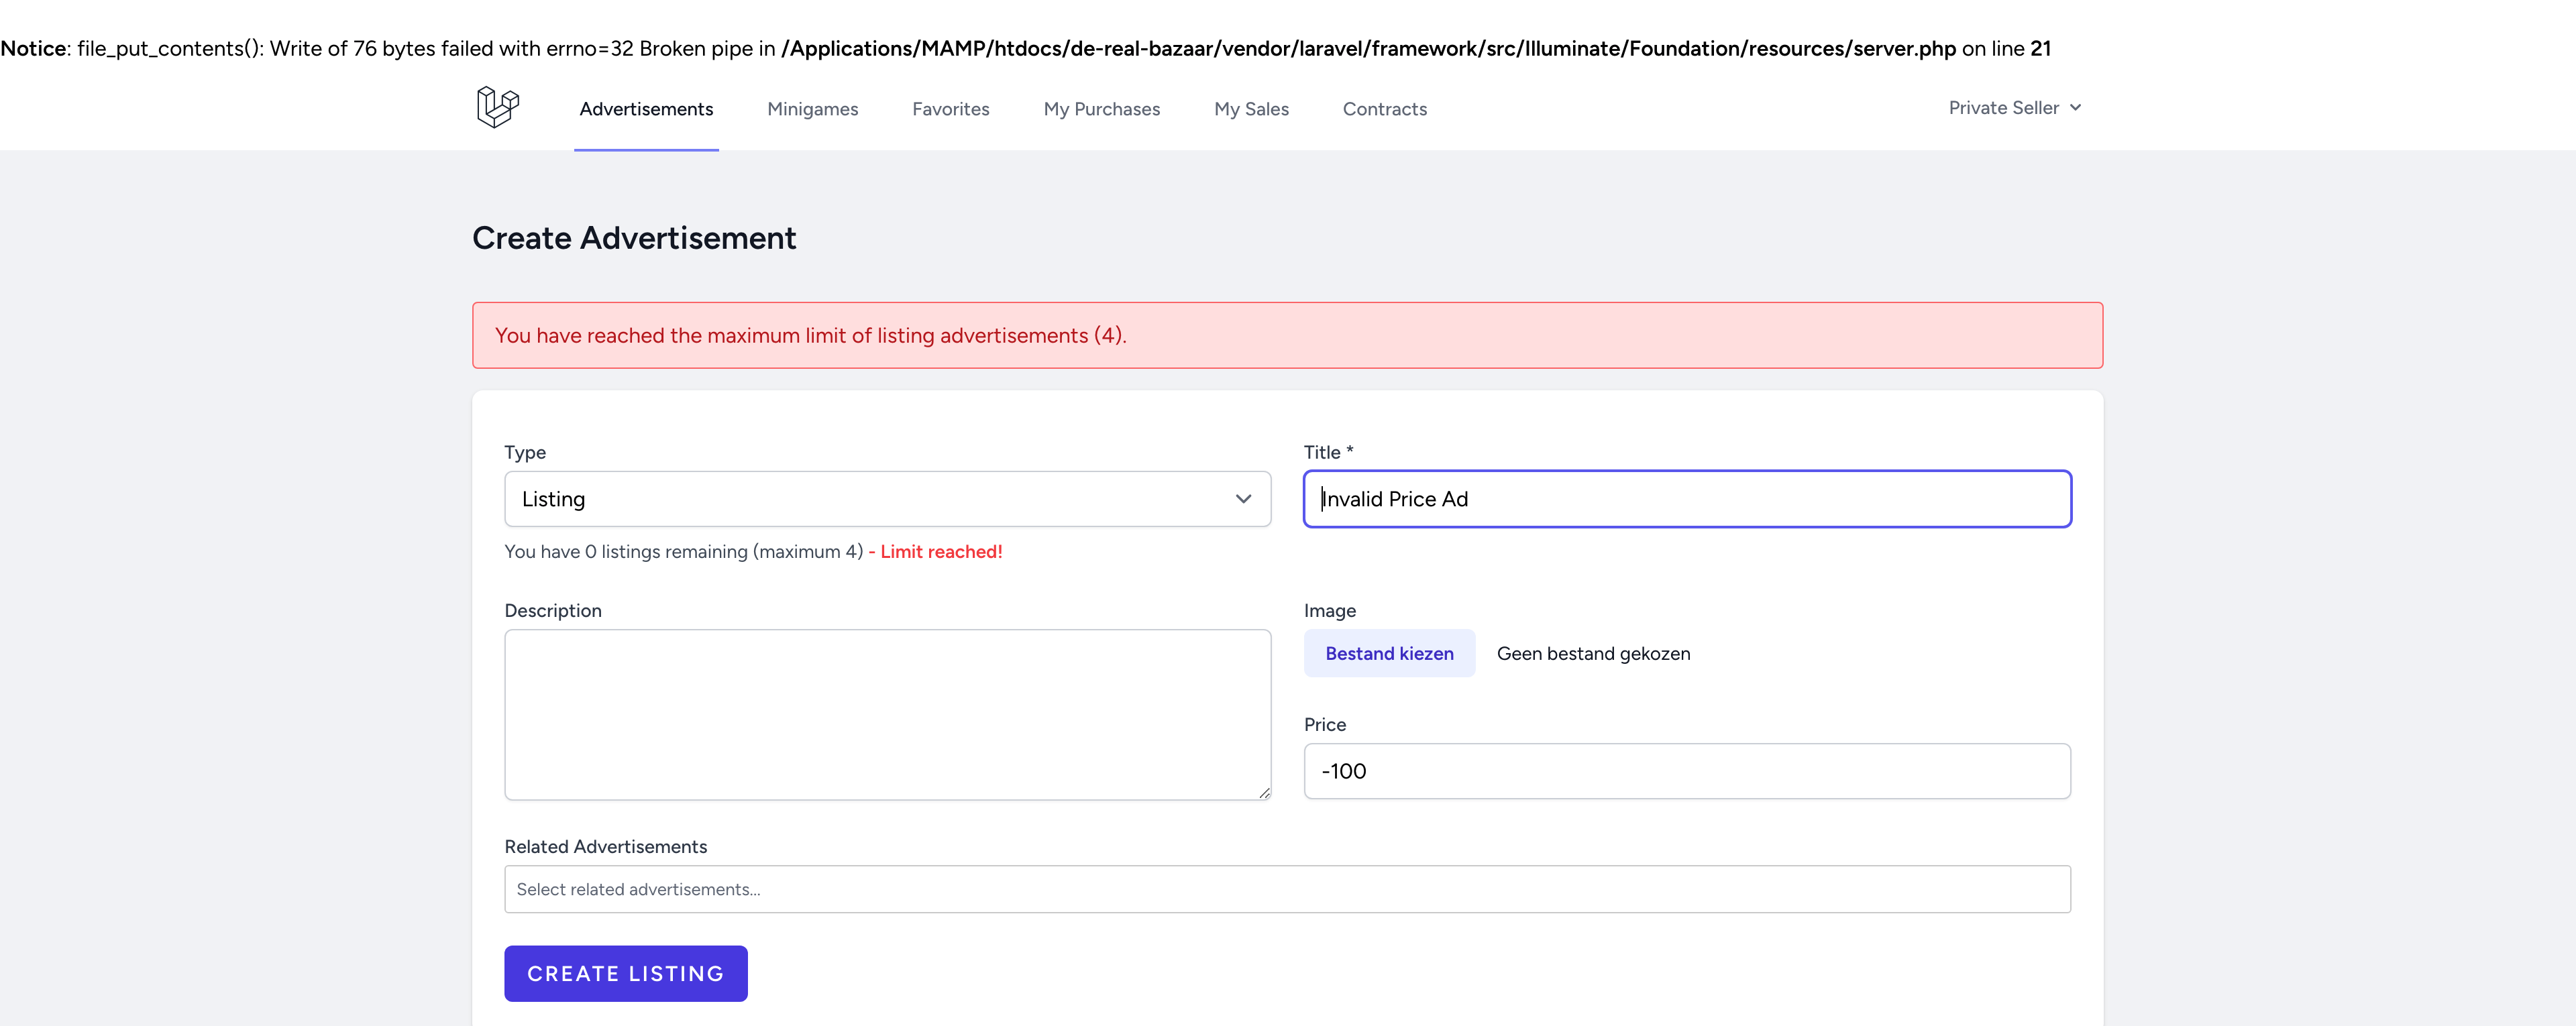 Notice: file_put_contents(): Write of 76 bytes failed with errno=32 Broken pipe in /Applications/MAMP/htdocs/de-real-bazaar/vendor/laravel/framework/src/Illuminate/Foundation/resources/server.php on line 21
Advertisements Minigames Favorites My Purchases My Sales Contracts Private Seller
Create Advertisement
You have reached the maximum limit of listing advertisements (4).
Type
Listing
You have 0 listings remaining (maximum 4) - Limit reached!
Title *
Invalid Price Ad
Description
Image
Bestand kiezen Geen bestand gekozen
Price
-100
Related Advertisements
Select related advertisements...
CREATE LISTING